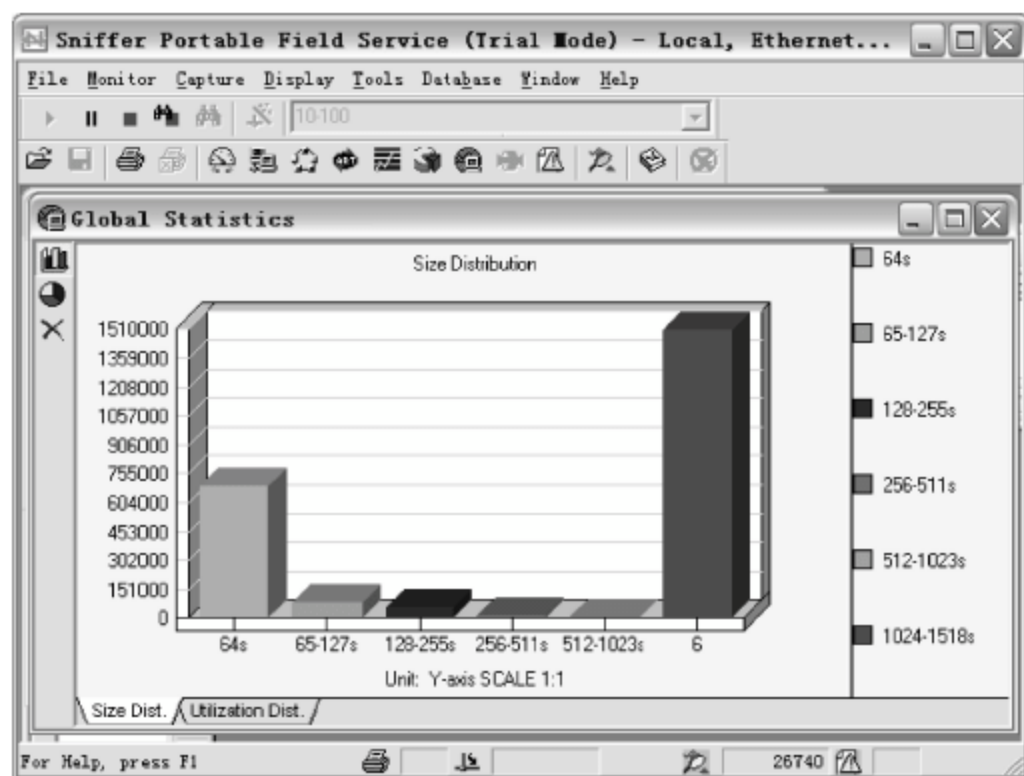 Sniffer Portable Field Service (Trial Mode) - Local, Ethernet...
File Monitor Capture Display Tools Database Window Help
10-100
Global Statistics
Size Distribution
1510000
1359000
1208000
1057000
906000
755000
604000
453000
302000
151000
0
64s 65-127s 128-255s 256-511s 512-1023s 6
Unit: Y-axis SCALE 1:1
64s
65-127s
128-255s
256-511s
512-1023s
1024-1518s
Size Dist. Utilization Dist.
For Help, press F1 26740